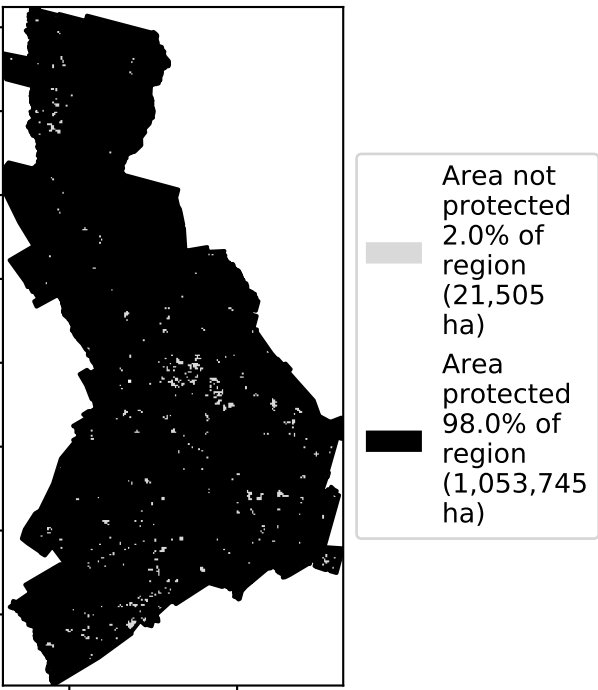 Area not
protected
2.0% of
region
(21,505
ha)
Area
protected
98.0% of
region
(1,053,745
ha)